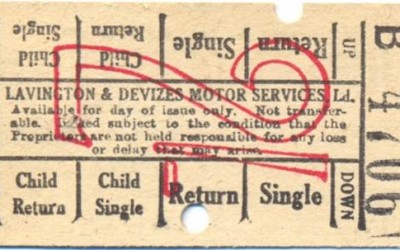 Child Return
Child Single
Return
Single
UP
LAVINGTON & DEVIZES MOTOR SERVICES, Ld.
Available for day of issue only. Not transfer-
able. Issued subject to the condition that the
Proprietors are not held responsible for any loss
or delay that may arise.
Child Return
Child Single
Return
Single
DOWN
B 4706